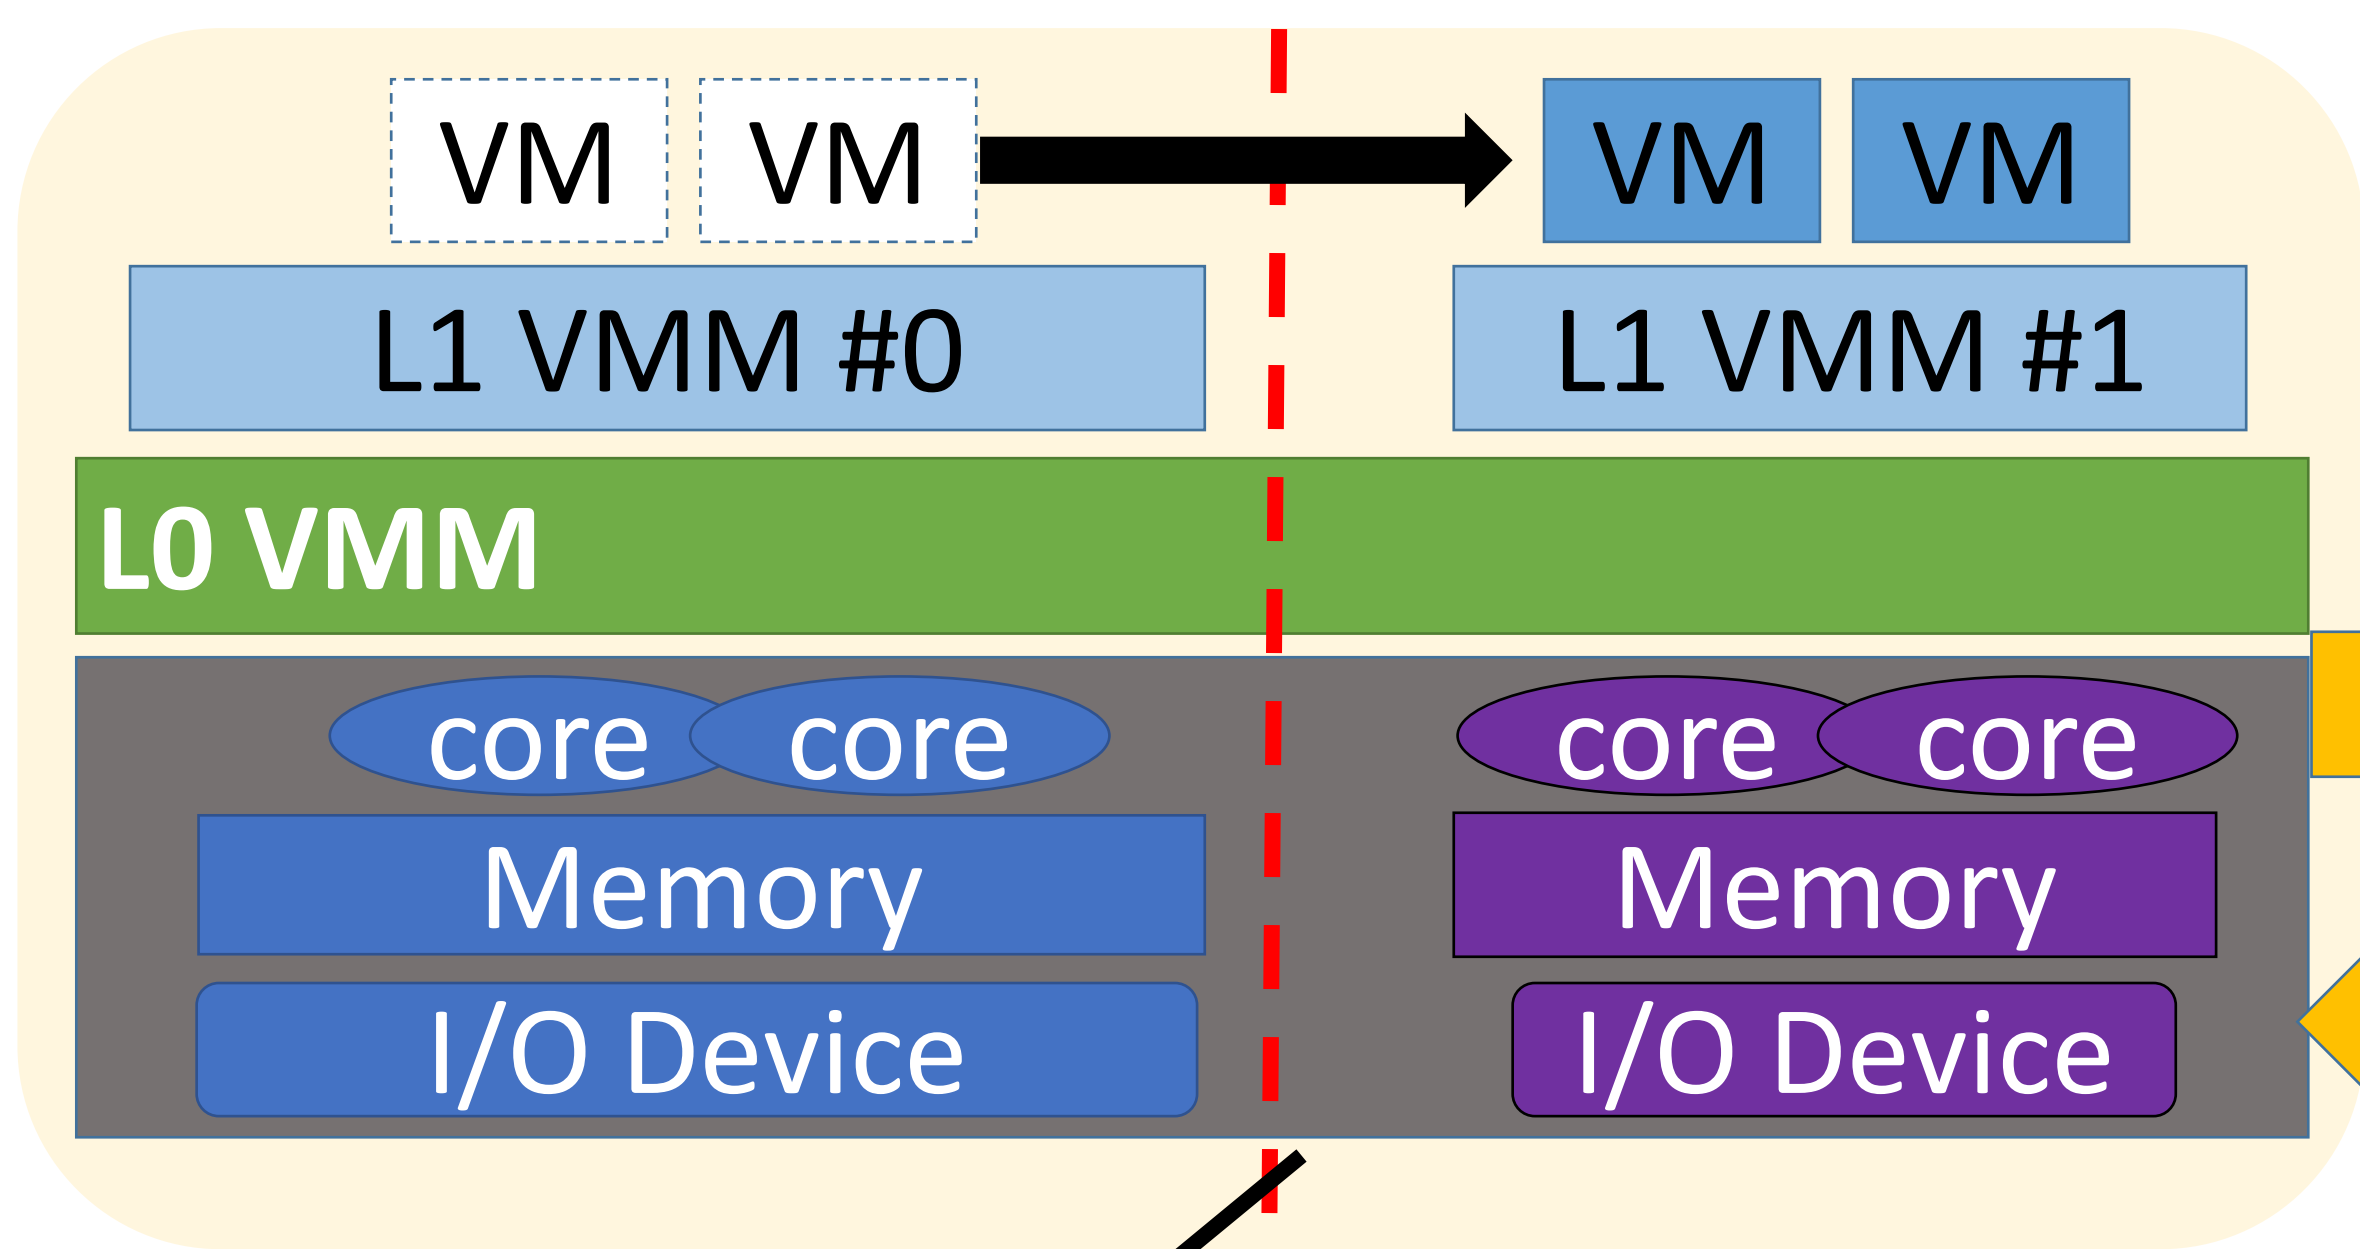 VM VM VM VM
L1 VMM #0 L1 VMM #1
L0 VMM
core core core core
Memory Memory
I/O Device I/O Device